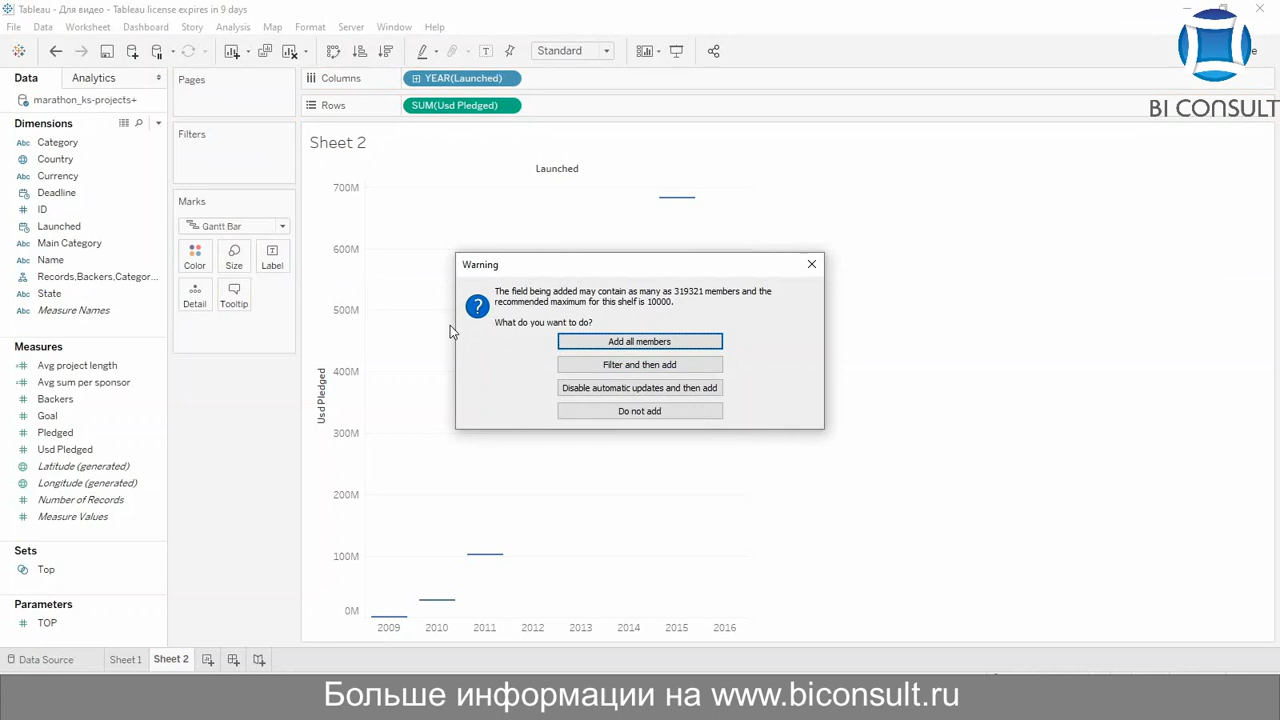 Tableau - Для видео - Tableau license expires in 9 days
File Data Worksheet Dashboard Story Analysis Map Format Server Window Help
Standard
Data Analytics
marathon_ks-projects+
Dimensions
Abc Category
Country
Abc Currency
Deadline
# ID
Launched
Abc Main Category
Abc Name
Records,Backers,Categor...
Abc State
Abc Measure Names
Measures
Avg project length
Avg sum per sponsor
# Backers
# Goal
# Pledged
# Usd Pledged
Latitude (generated)
Longitude (generated)
# Number of Records
# Measure Values
Sets
Top
Parameters
# TOP
Pages
Filters
Marks
Gantt Bar
Color Size Label
Detail Tooltip
Columns YEAR(Launched)
Rows SUM(Usd Pledged)
BI CONSULT
Sheet 2
Launched
700M
600M
500M
400M
300M
200M
100M
0M
Usd Pledged
2009 2010 2011 2012 2013 2014 2015 2016
Warning
The field being added may contain as many as 319321 members and the
recommended maximum for this shelf is 10000.
What do you want to do?
Add all members
Filter and then add
Disable automatic updates and then add
Do not add
Data Source Sheet 1 Sheet 2
Больше информации на www.biconsult.ru